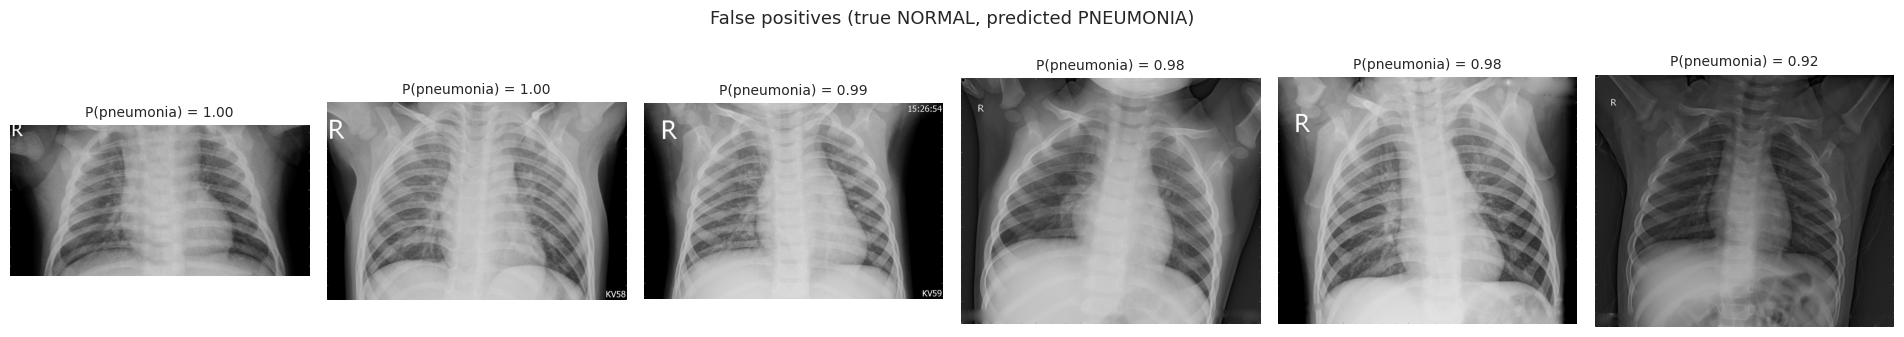 False positives (true NORMAL, predicted PNEUMONIA)
P(pneumonia) = 1.00
R
P(pneumonia) = 1.00
R
KV58
P(pneumonia) = 0.99
R
15:26:54
KV59
P(pneumonia) = 0.98
R
P(pneumonia) = 0.98
R
P(pneumonia) = 0.92
R